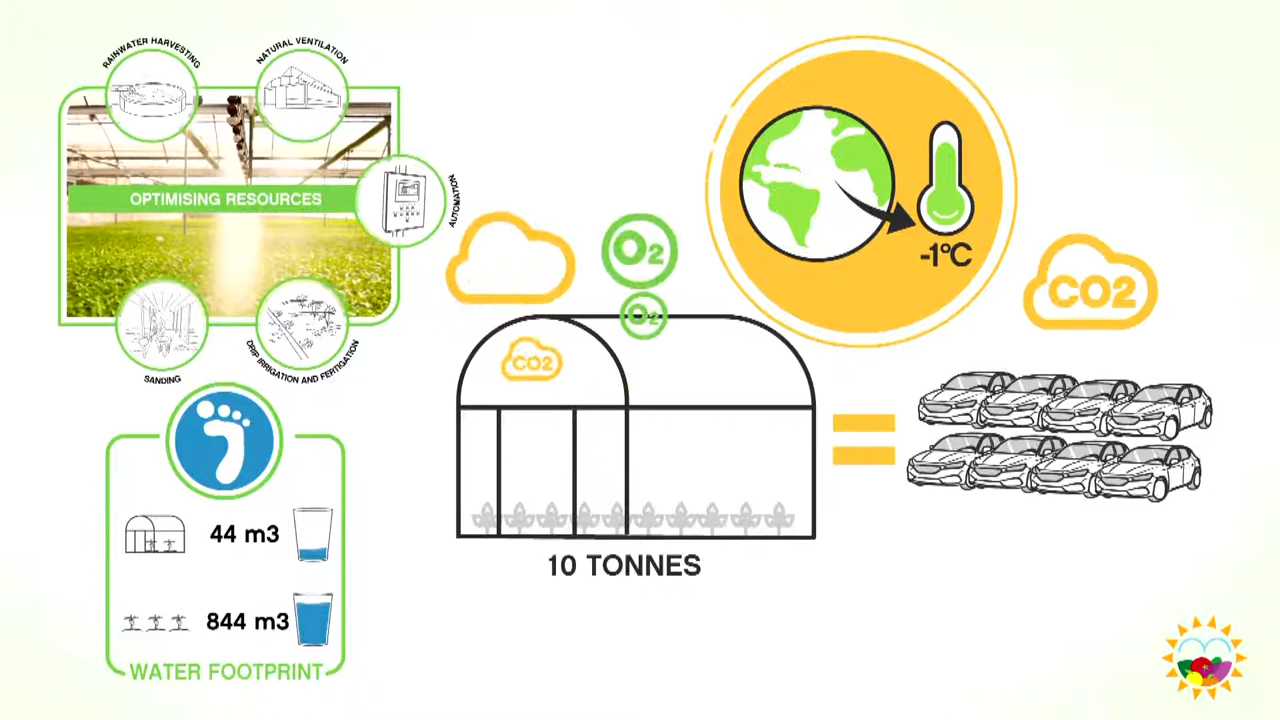 RAINWATER HARVESTING
NATURAL VENTILATION
OPTIMISING RESOURCES
AUTOMATION
SANDING
DRIP IRRIGATION AND FERTIGATION
44 m3
844 m3
WATER FOOTPRINT
O2
O2
CO2
10 TONNES
-1°C
CO2